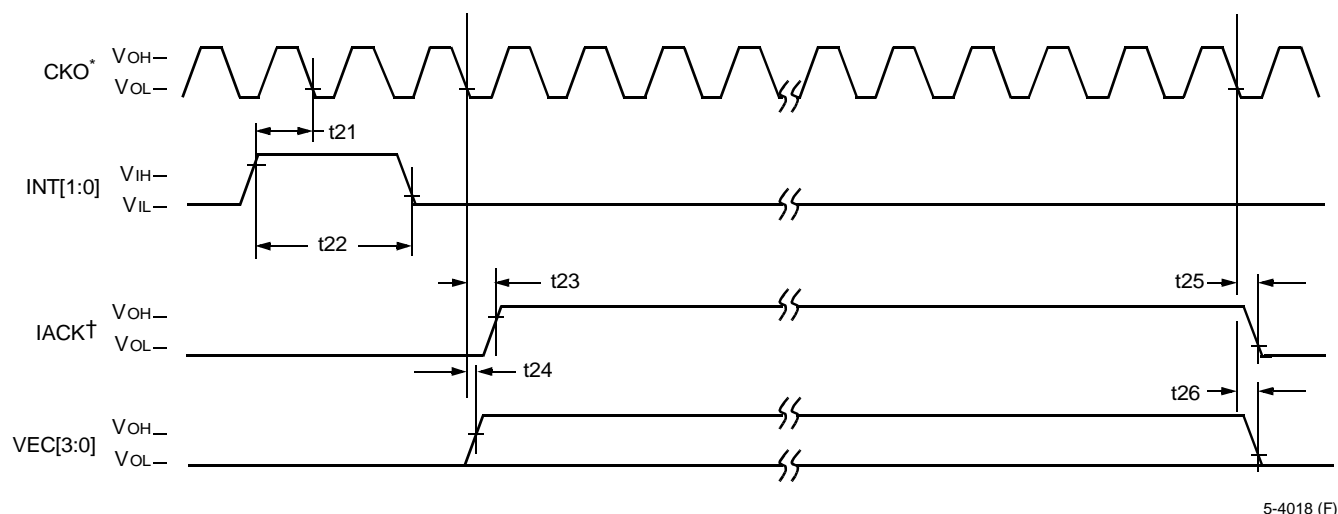 CKO*
VOH
VOL
t21
INT[1:0]
VIH
VIL
t22
t23
t25
IACK†
VOH
VOL
t24
t26
VEC[3:0]
VOH
VOL
5-4018 (F)